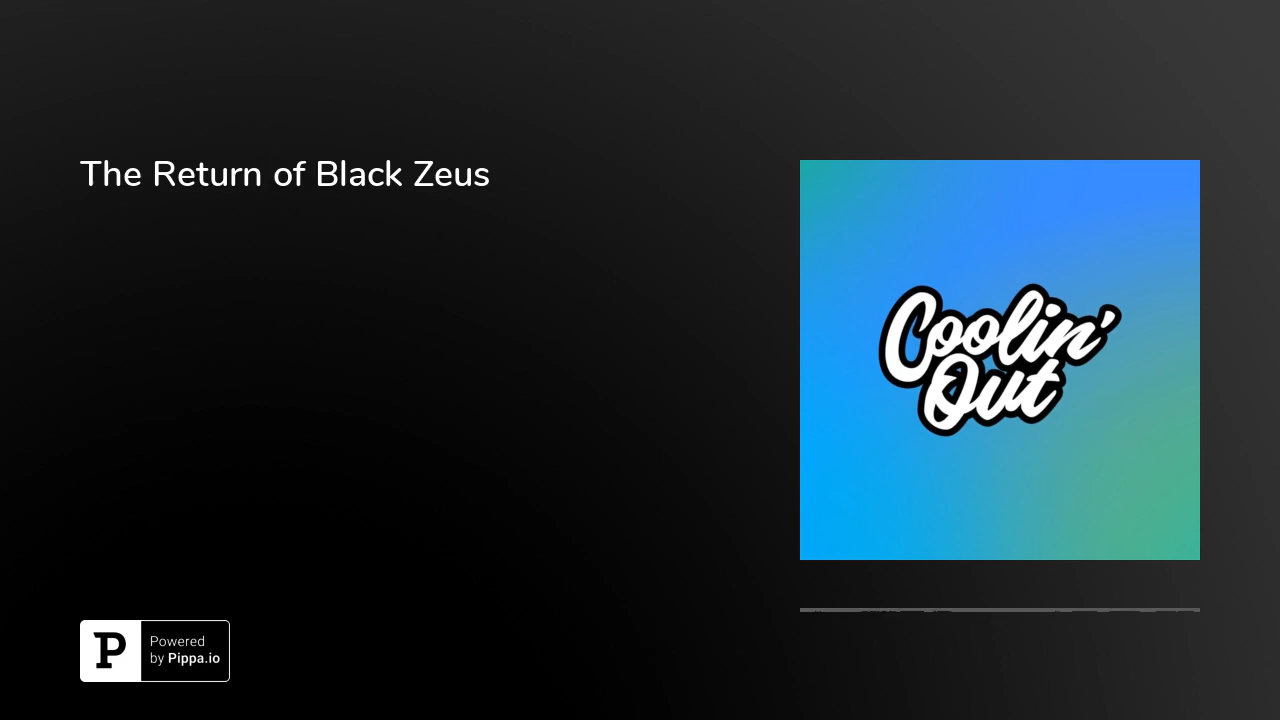 The Return of Black Zeus
Coolin'
Out
P
Powered
by Pippa.io